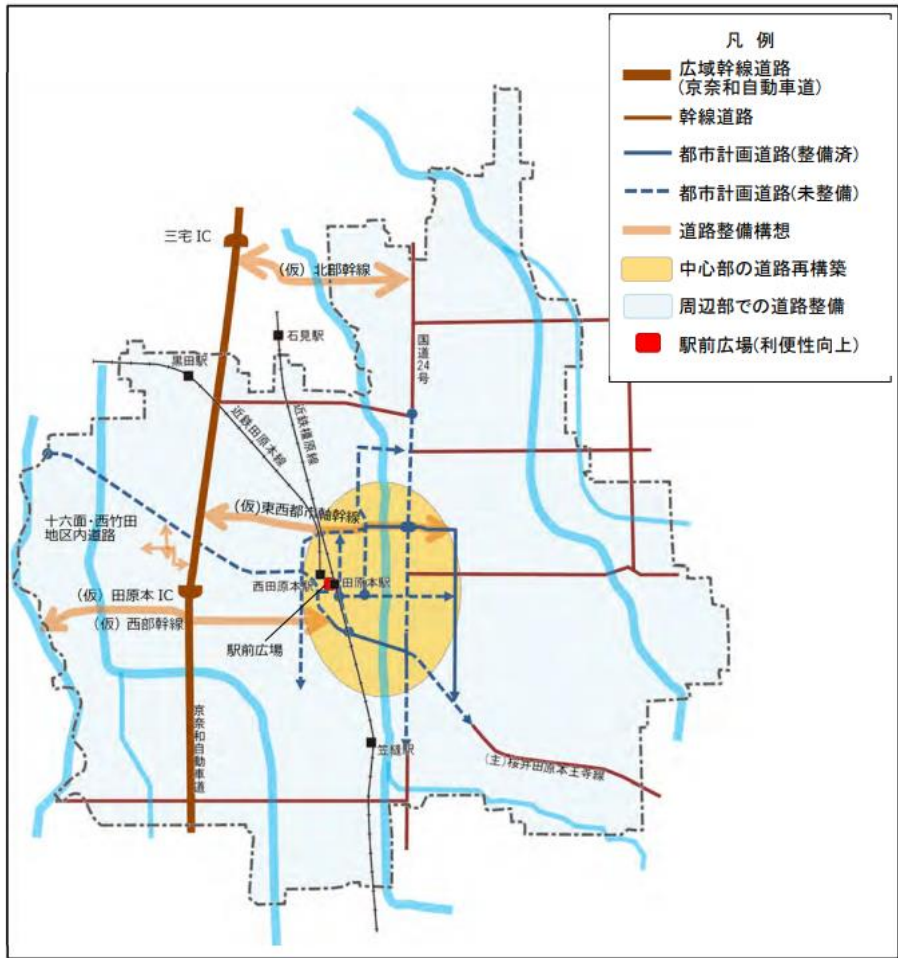 凡 例
広域幹線道路
(京奈和自動車道)
幹線道路
都市計画道路(整備済)
都市計画道路(未整備)
道路整備構想
中心部の道路再構築
周辺部での道路整備
駅前広場(利便性向上)
三宅 IC
(仮) 北部幹線
石見駅
国道24号
黒田駅
近鉄田原本線
近鉄橿原線
(仮)東西都市軸幹線
十六面・西竹田
地区内道路
西田原本駅
田原本駅
(仮) 田原本 IC
(仮) 西部幹線
駅前広場
京奈和自動車道
笠縫駅
(主)桜井田原本王寺線